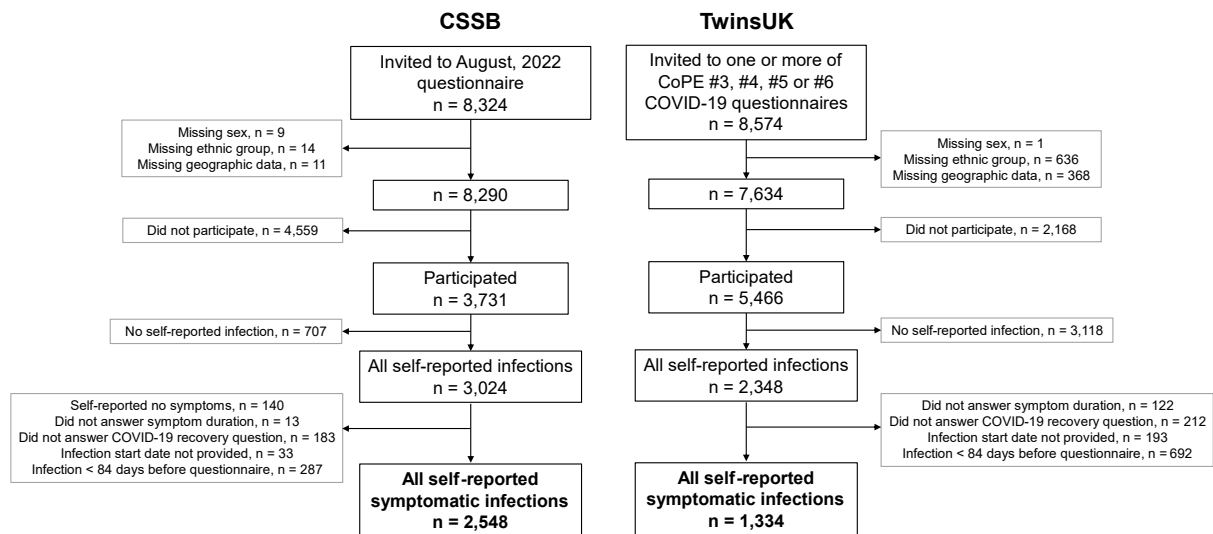 CSSB
Invited to August, 2022
questionnaire
n = 8,324
Missing sex, n = 9
Missing ethnic group, n = 14
Missing geographic data, n = 11
8,290
Did not participate, n = 4,559
Participated
n = 3,731
No self-reported infection, n = 707
All self-reported infections
n = 3,024
Self-reported no symptoms, n = 140
Did not answer symptom duration, n = 13
Did not answer COVID-19 recovery question, n = 183
Infection start date not provided, n = 33
Infection < 84 days before questionnaire, n = 287
All self-reported
symptomatic infections
n = 2,548
TwinsUK
Invited to one or more of
CoPE #3, #4, #5 or #6
COVID-19 questionnaires
n = 8,574
Missing sex, n = 1
Missing ethnic group, n = 636
Missing geographic data, n = 368
n = 7,634
Did not participate, n = 2,168
Participated
n = 5,466
No self-reported infection, n = 3,118
All self-reported infections
n = 2,348
Did not answer symptom duration, n = 122
Did not answer COVID-19 recovery question, n = 212
Infection start date not provided, n = 193
Infection < 84 days before questionnaire, n =692
All self-reported
symptomatic infections
n = 1,334